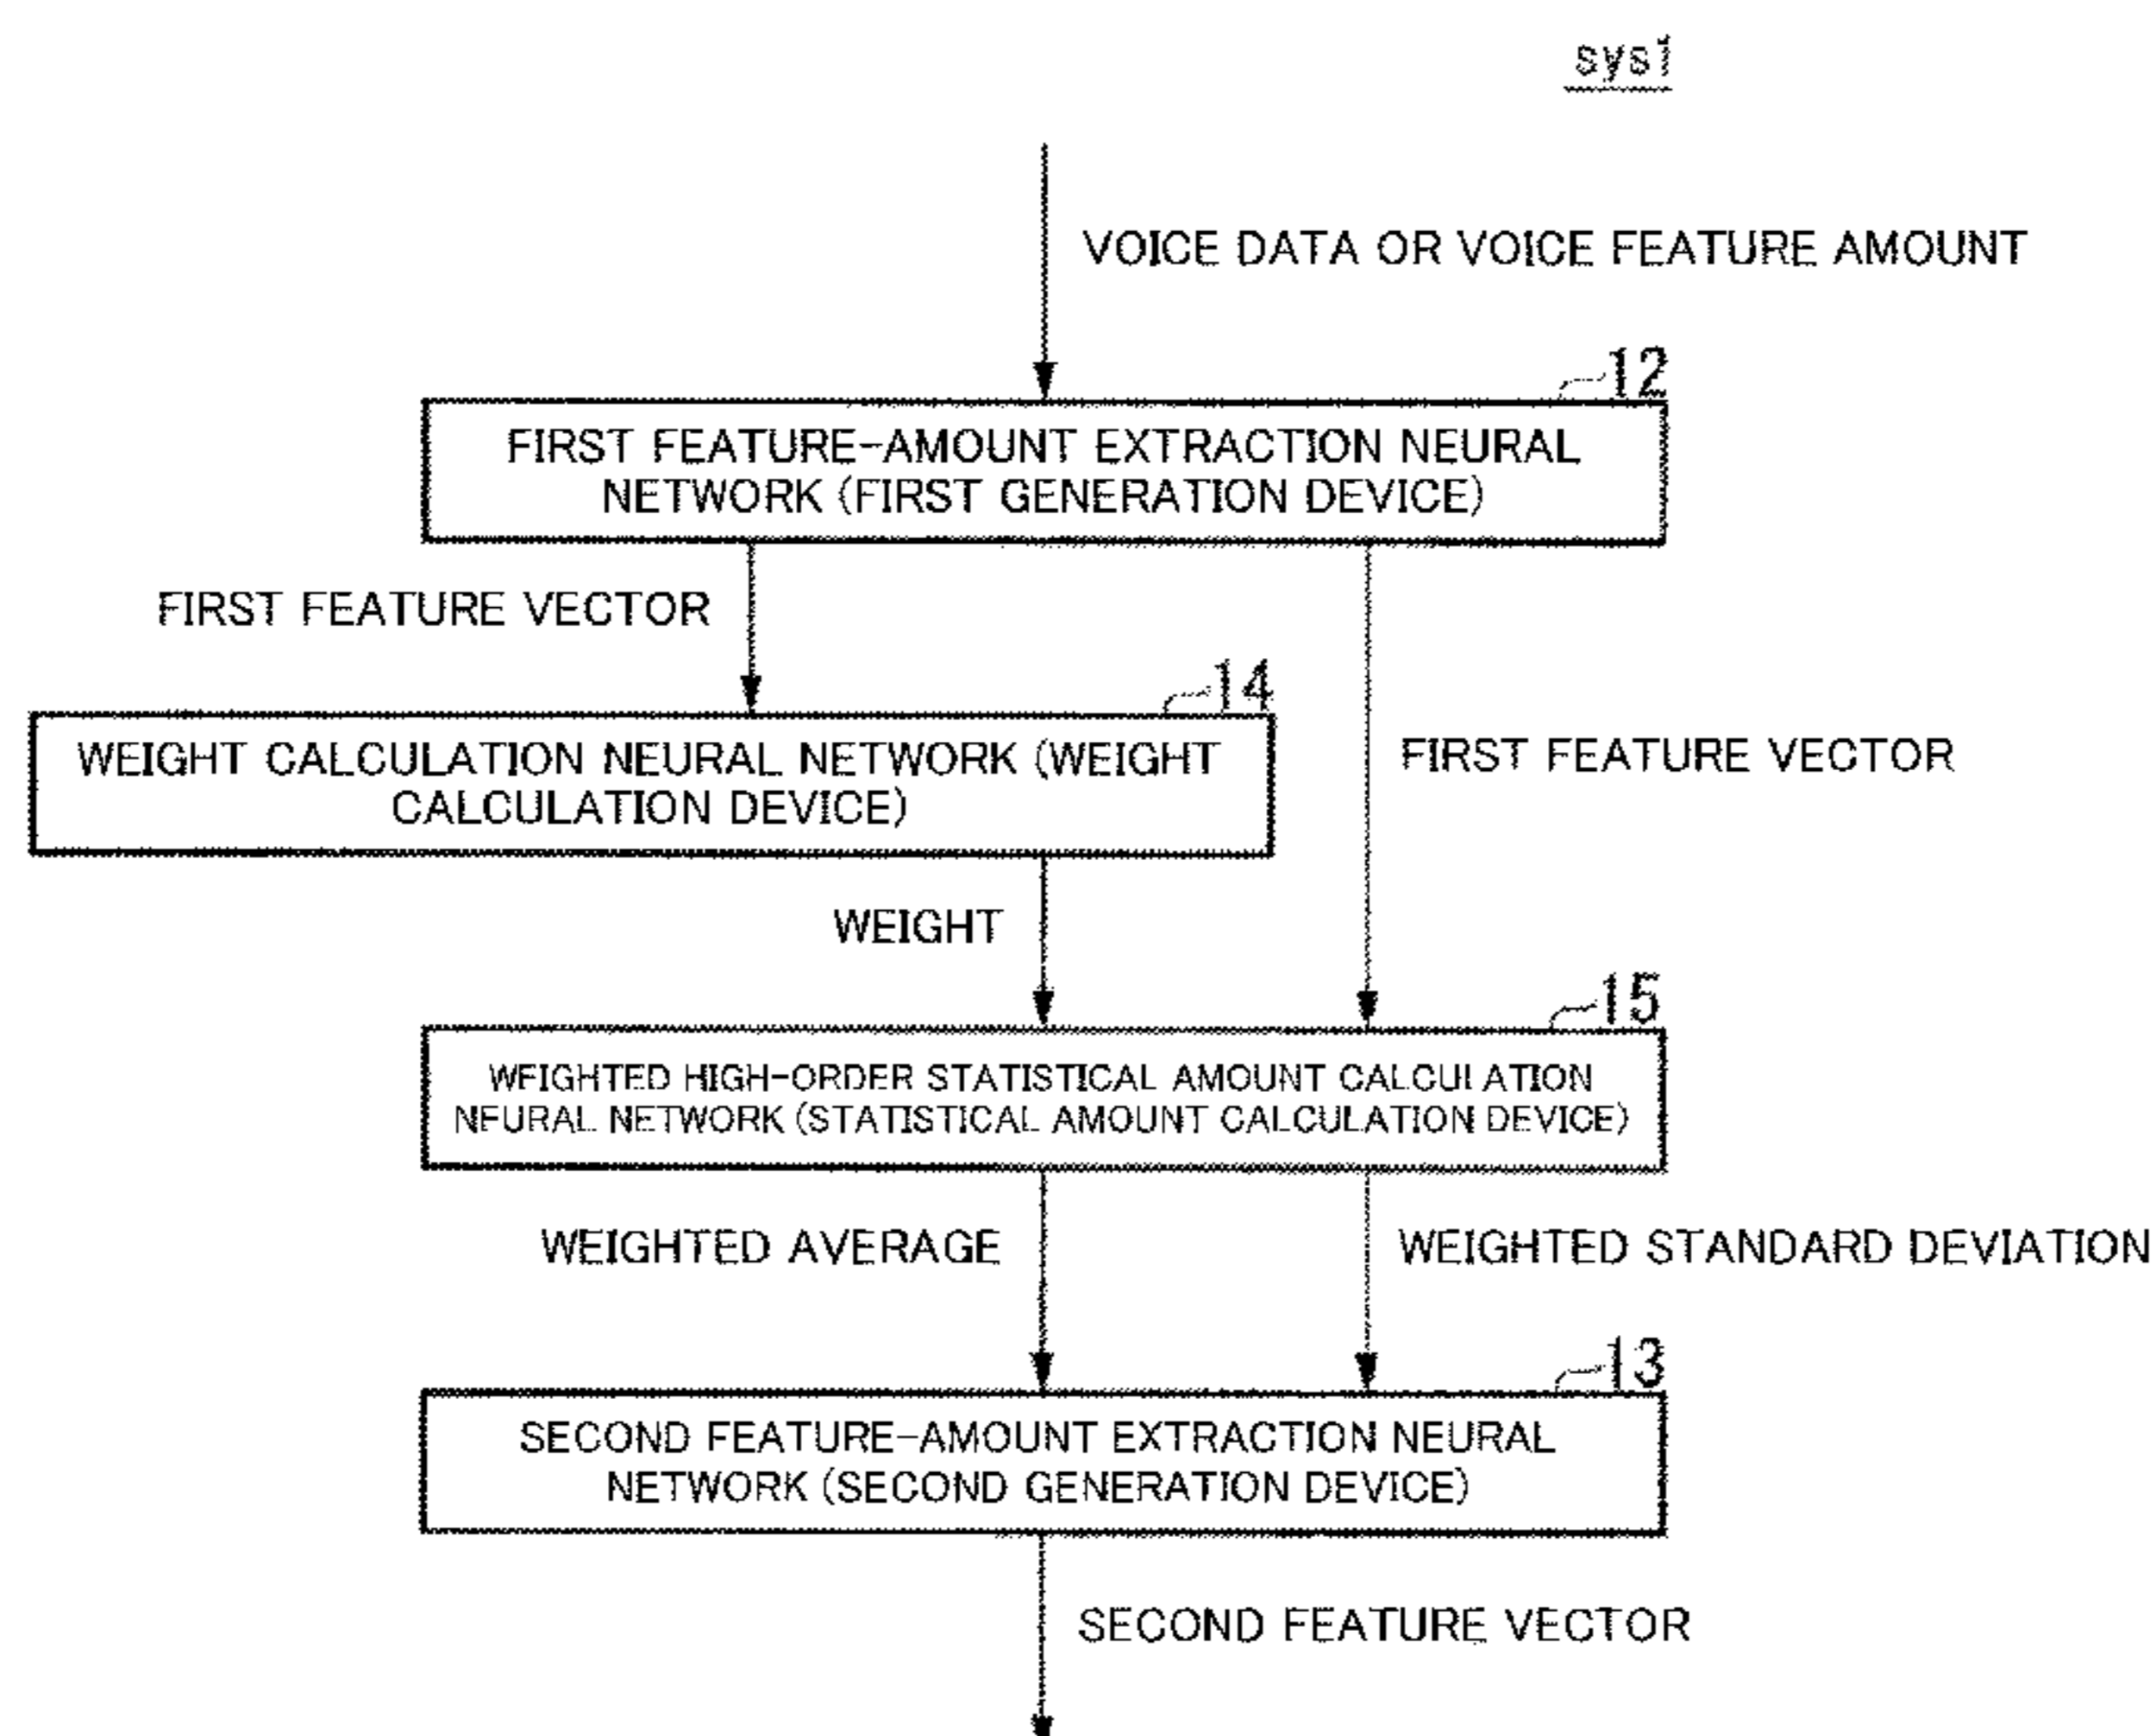 sys1
VOICE DATA OR VOICE FEATURE AMOUNT
12
FIRST FEATURE-AMOUNT EXTRACTION NEURAL
NETWORK (FIRST GENERATION DEVICE)
FIRST FEATURE VECTOR
14
WEIGHT CALCULATION NEURAL NETWORK (WEIGHT
CALCULATION DEVICE)
FIRST FEATURE VECTOR
WEIGHT
15
WEIGHTED HIGH-ORDER STATISTICAL AMOUNT CALCULATION
NEURAL NETWORK (STATISTICAL AMOUNT CALCULATION DEVICE)
WEIGHTED AVERAGE
WEIGHTED STANDARD DEVIATION
13
SECOND FEATURE-AMOUNT EXTRACTION NEURAL
NETWORK (SECOND GENERATION DEVICE)
SECOND FEATURE VECTOR